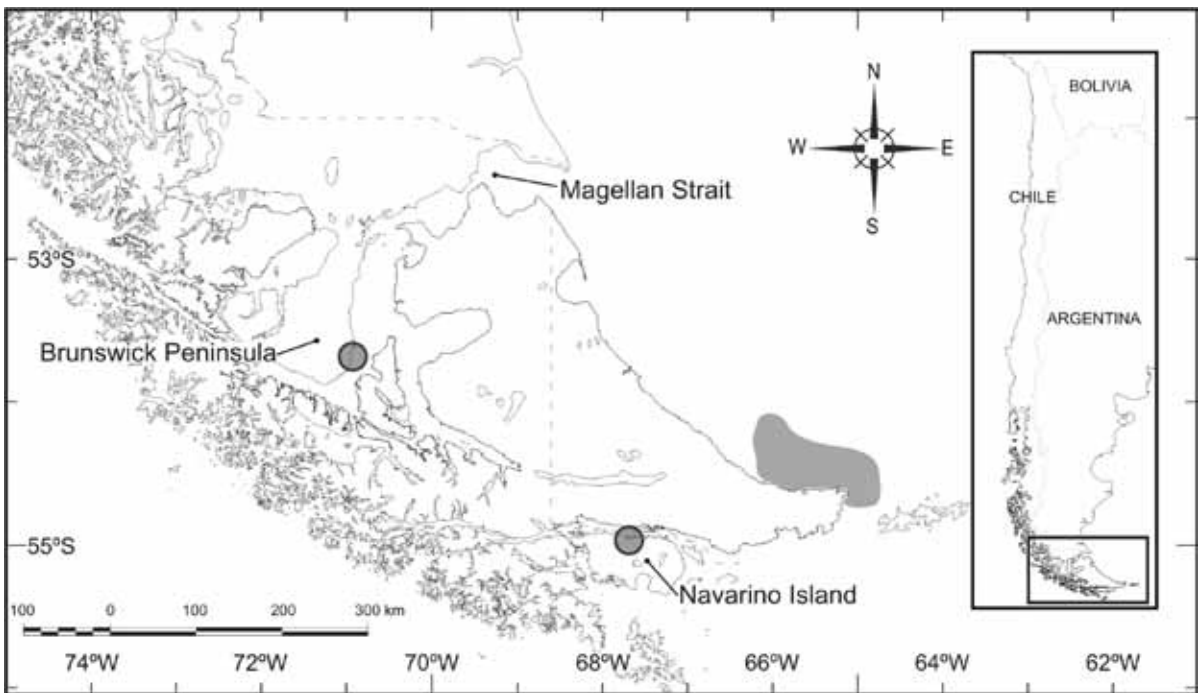 N
W E
S
BOLIVIA
CHILE
ARGENTINA
Magellan Strait
53ºS
Brunswick Peninsula
55ºS
Navarino Island
100 0 100 200 300 km
74ºW 72ºW 70ºW 68ºW 66ºW 64ºW 62ºW